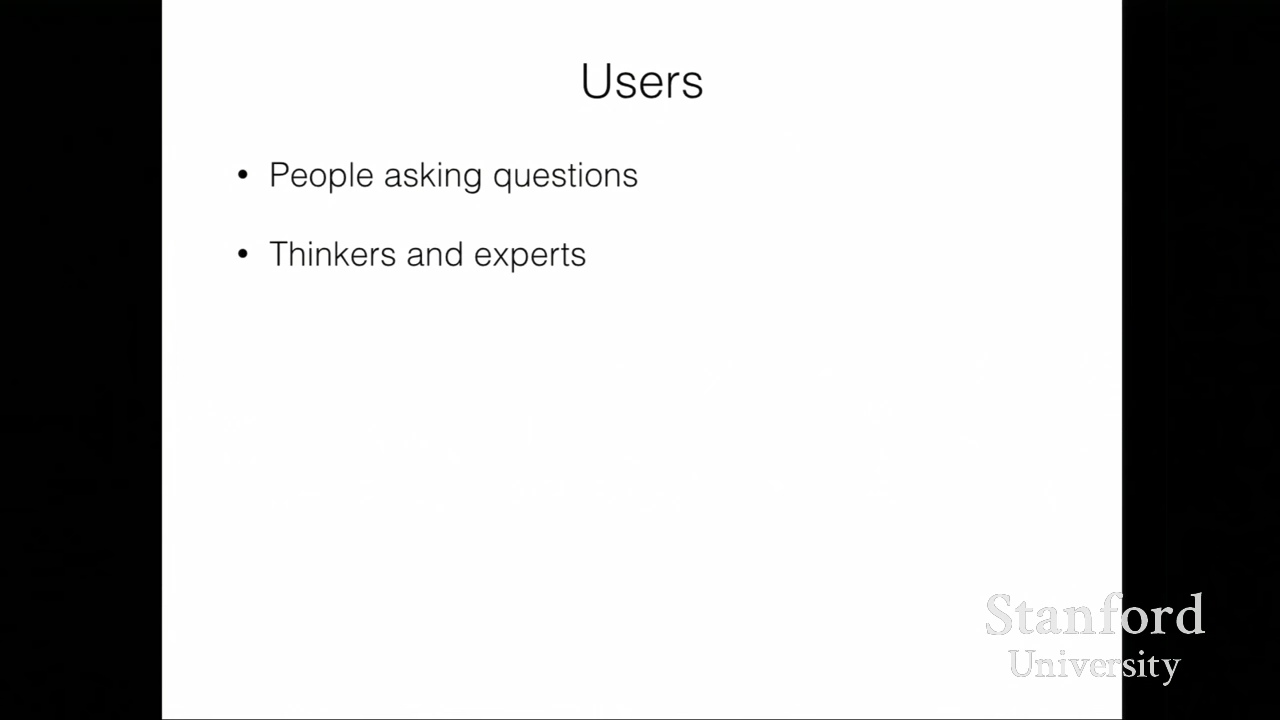 Users
• People asking questions
• Thinkers and experts
Stanford
University